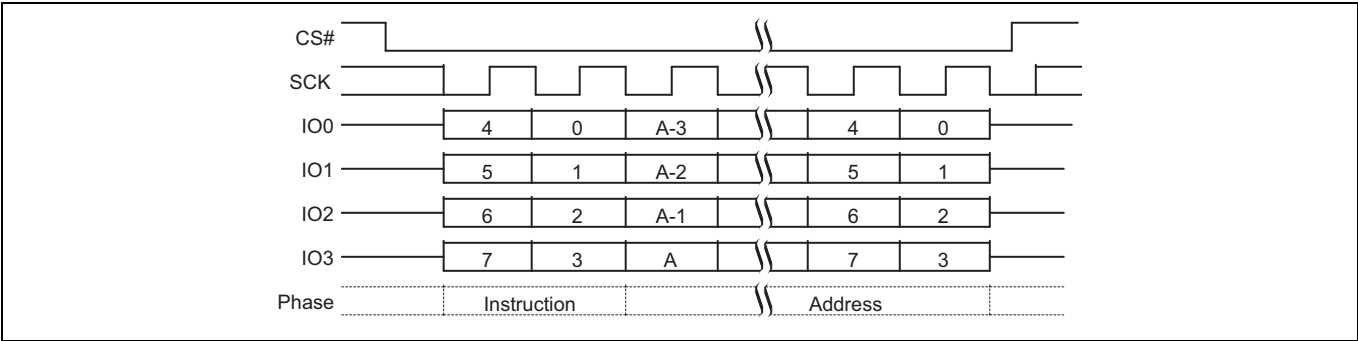 CS#
SCK
IO0 4 0 A-3 4 0
IO1 5 1 A-2 5 1
IO2 6 2 A-1 6 2
IO3 7 3 A 7 3
Phase Instruction Address